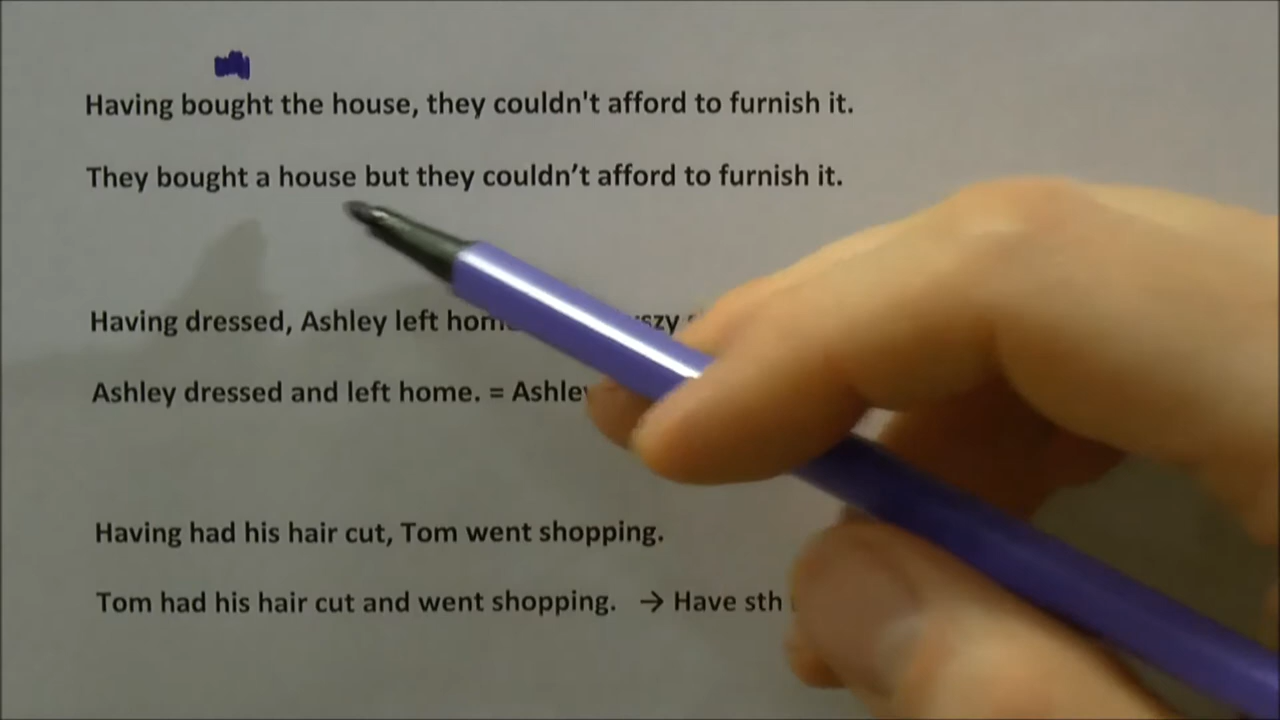 Having bought the house, they couldn't afford to furnish it.
They bought a house but they couldn’t afford to furnish it.
Having dressed, Ashley left
Ashley dressed and left home. = Ashley
Having had his hair cut, Tom went shopping.
Tom had his hair cut and went shopping. → Have sth